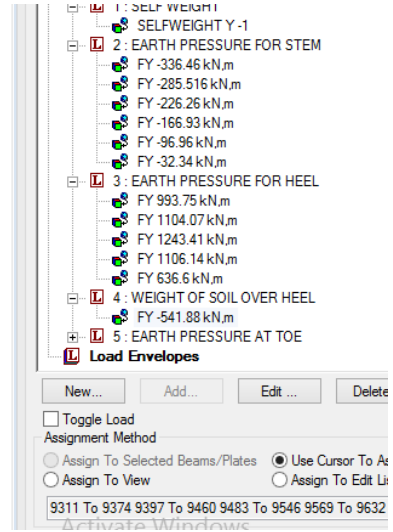 1 : SELF WEIGHT
SELFWEIGHT Y -1
2 : EARTH PRESSURE FOR STEM
FY -336.46 kN,m
FY -285.516 kN,m
FY -226.26 kN,m
FY -166.93 kN,m
FY -96.96 kN,m
FY -32.34 kN,m
3 : EARTH PRESSURE FOR HEEL
FY 993.75 kN,m
FY 1104.07 kN,m
FY 1243.41 kN,m
FY 1106.14 kN,m
FY 636.6 kN,m
4 : WEIGHT OF SOIL OVER HEEL
FY -541.88 kN,m
5 : EARTH PRESSURE AT TOE
Load Envelopes
New... Add... Edit ... Delete
Toggle Load
Assignment Method
Assign To Selected Beams/Plates Use Cursor To As
Assign To View Assign To Edit Lis
9311 To 9374 9397 To 9460 9483 To 9546 9569 To 9632
Activate Windows